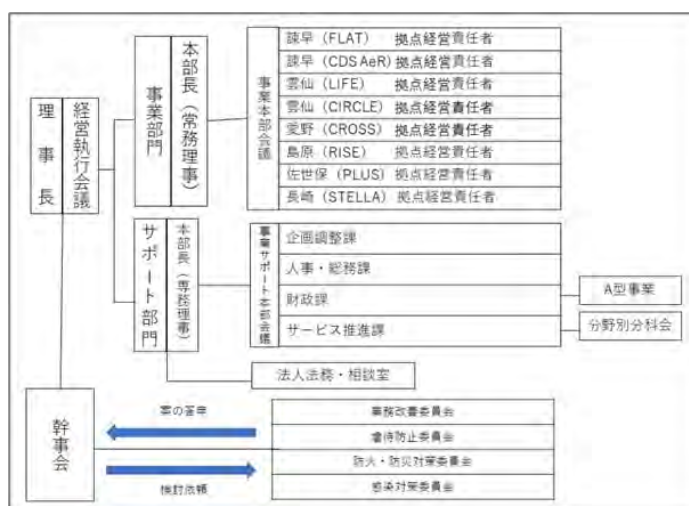 理事長
経営執行会議
事業部門
本部長（常務理事）
事業本部会議
諫早（FLAT） 拠点経営責任者
諫早（CDS AeR） 拠点経営責任者
雲仙（LIFE） 拠点経営責任者
雲仙（CIRCLE） 拠点経営責任者
愛野（CROSS） 拠点経営責任者
島原（RISE） 拠点経営責任者
佐世保（PLUS） 拠点経営責任者
長崎（STELLA） 拠点経営責任者
サポート部門
本部長（専務理事）
事業サポート本部会議
企画調整課
人事・総務課
財政課
サービス推進課
A型事業
分野別分科会
法人法務・相談室
幹事会
案の答申
検討依頼
業務改善委員会
虐待防止委員会
防火・防災対策委員会
感染対策委員会